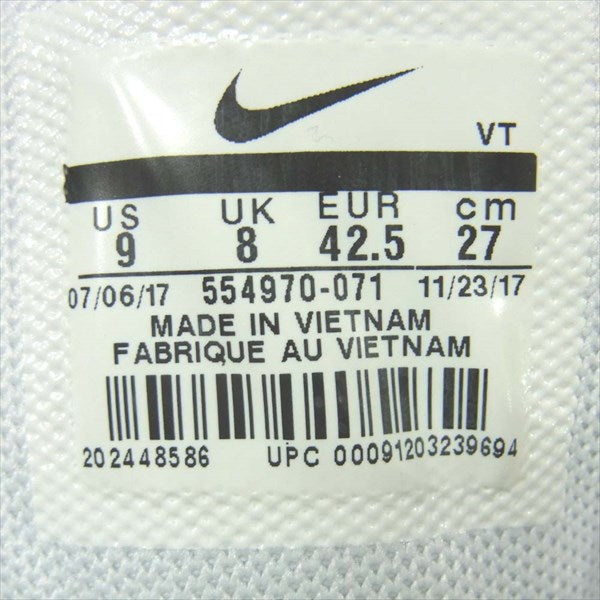 VT
US UK EUR cm
9 8 42.5 27
07/06/17 554970-071 11/23/17
MADE IN VIETNAM
FABRIQUE AU VIETNAM
202448586 UPC 00091203239694